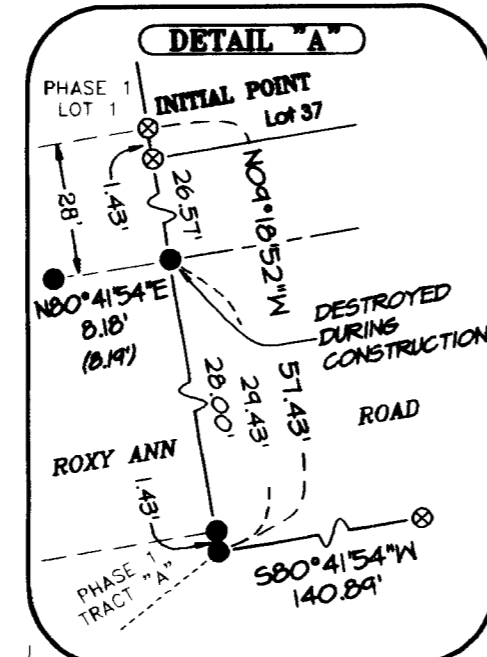 DETAIL "A"
PHASE 1
LOT 1
INITIAL POINT
Lot 37
28'
1.43'
26.57'
N09°18'52"W
N80°41'54"E
8.18'
(8.19')
DESTROYED
DURING
CONSTRUCTION
28.00'
29.43'
57.43'
ROAD
ROXY ANN
1.43'
PHASE 1
TRACT "A"
S80°41'54"W
140.89'